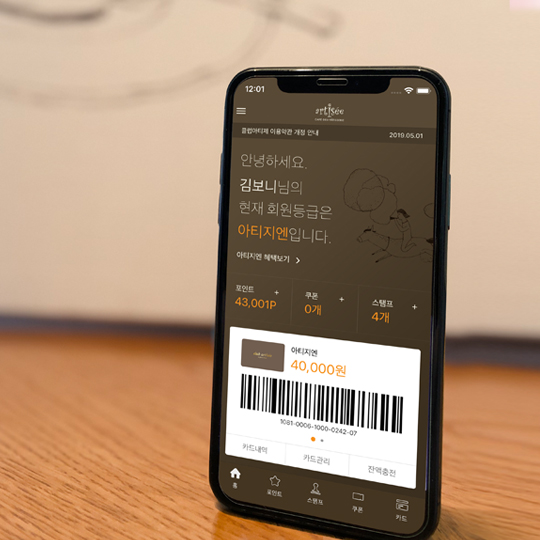 12:01
artisée
클럽아티제 이용약관 개정 안내 2019.05.01
안녕하세요.
김보니님의
현재 회원등급은
아티지엔입니다.
아티지엔 혜택보기 >
포인트 + 쿠폰 + 스탬프 +
43,001P 0개 4개
아티지엔
40,000원
1081-0006-1000-0242-07
카드내역 카드관리 잔액충전
홈 포인트 스탬프 쿠폰 카드